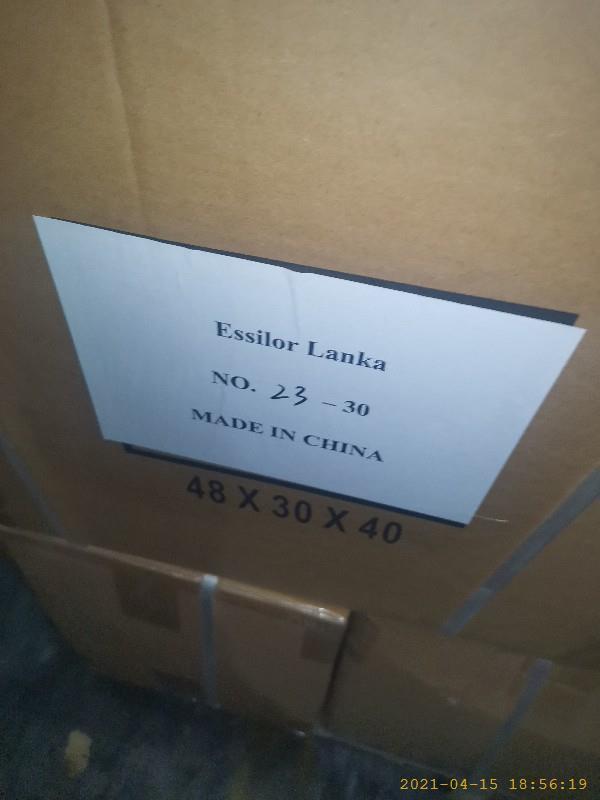 Essilor Lanka
NO. 23 – 30
MADE IN CHINA
48 X 30 X 40
2021-04-15 18:56:19